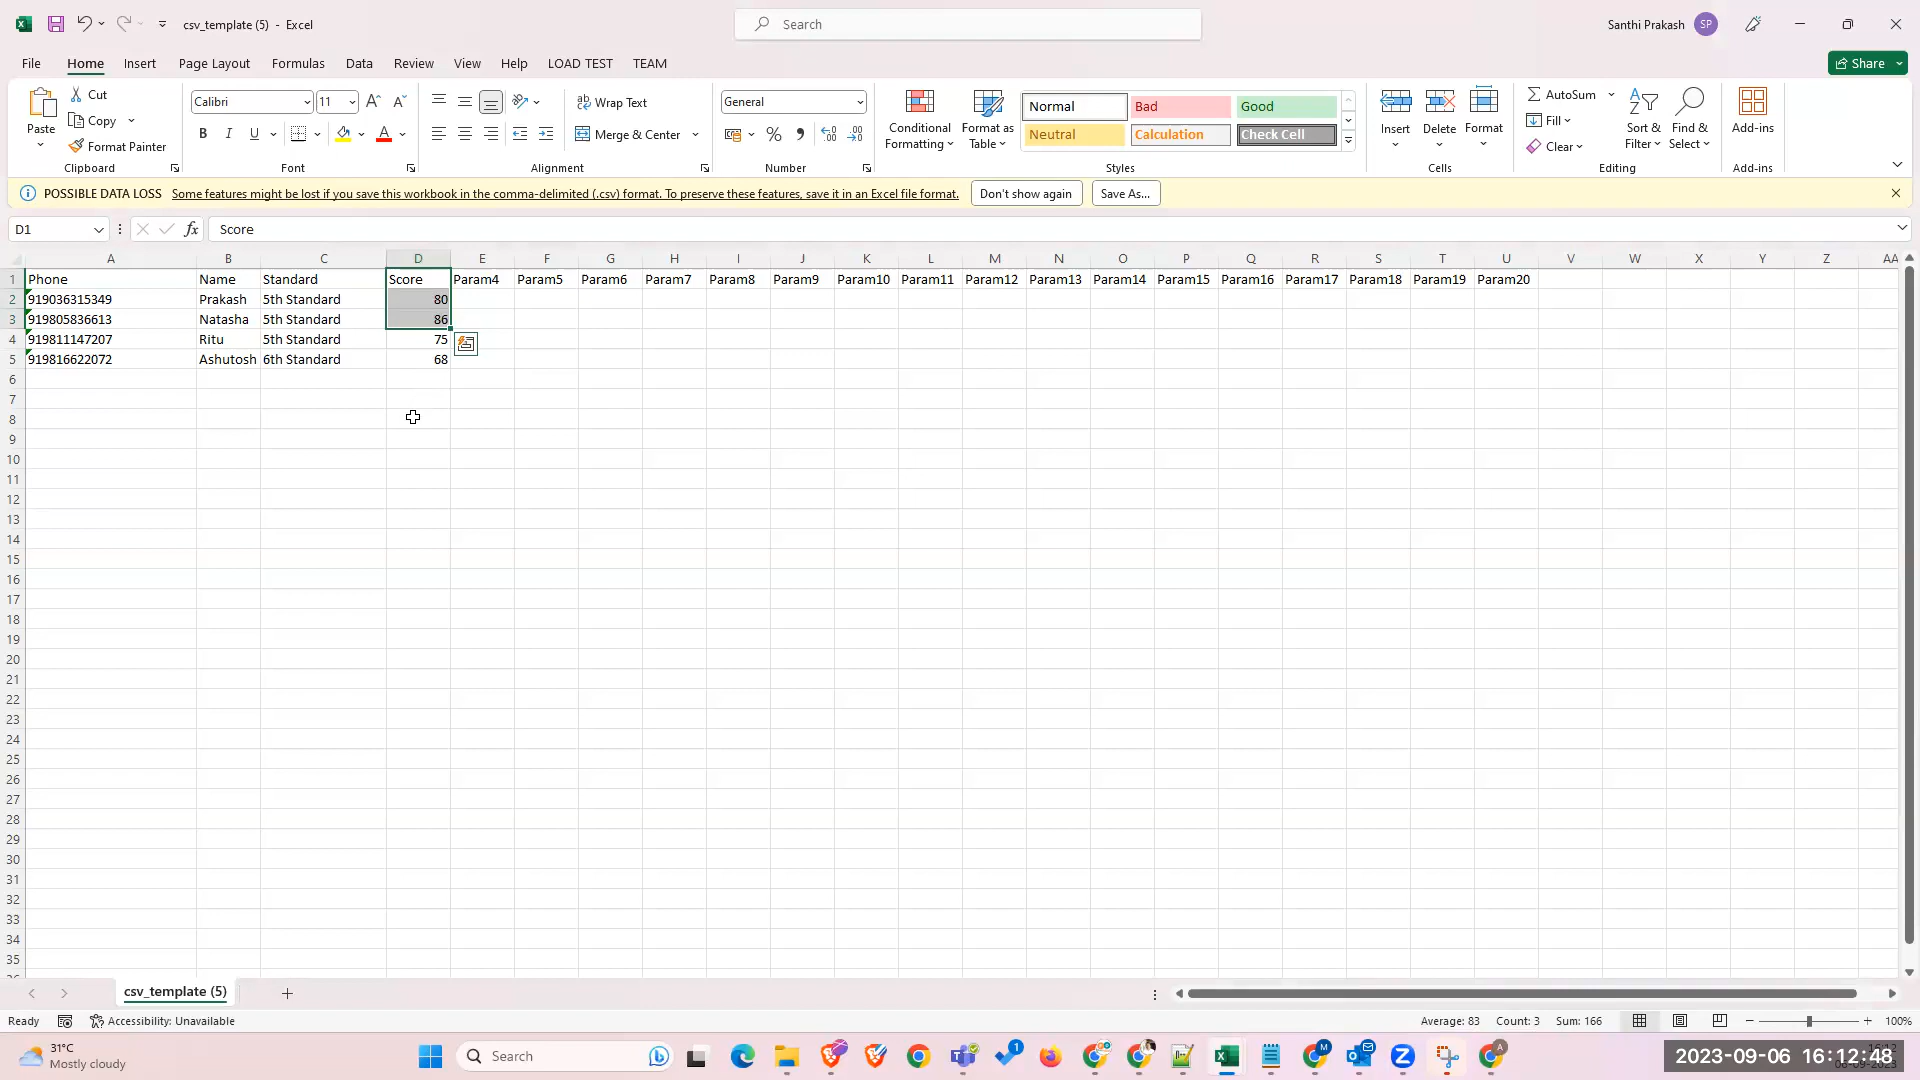 csv_template (5) - Excel
Search
Santhi Prakash SP
File Home Insert Page Layout Formulas Data Review View Help LOAD TEST TEAM
Share
Paste
Cut
Copy
Format Painter
Clipboard
Calibri 11
B I U
Font
Wrap Text
Merge & Center
Alignment
General
Number
Conditional Formatting
Format as Table
Normal Bad Good
Neutral Calculation Check Cell
Styles
Insert Delete Format
Cells
AutoSum
Fill
Clear
Sort & Filter
Find & Select
Editing
Add-ins
Add-ins
POSSIBLE DATA LOSS Some features might be lost if you save this workbook in the comma-delimited (.csv) format. To preserve these features, save it in an Excel file format. Don't show again Save As...
D1 fx Score
A B C D E F G H I J K L M N O P Q R S T U V W X Y Z AA
1 Phone Name Standard Score Param4 Param5 Param6 Param7 Param8 Param9 Param10 Param11 Param12 Param13 Param14 Param15 Param16 Param17 Param18 Param19 Param20
2 919036315349 Prakash 5th Standard 80
3 919805836613 Natasha 5th Standard 86
4 919811147207 Ritu 5th Standard 75
5 919816622072 Ashutosh 6th Standard 68
6
7
8
9
10
11
12
13
14
15
16
17
18
19
20
21
22
23
24
25
26
27
28
29
30
31
32
33
34
35
csv_template (5)
Ready Accessibility: Unavailable Average: 83 Count: 3 Sum: 166 100%
31°C
Mostly cloudy
Search
2023-09-06 16:12:48